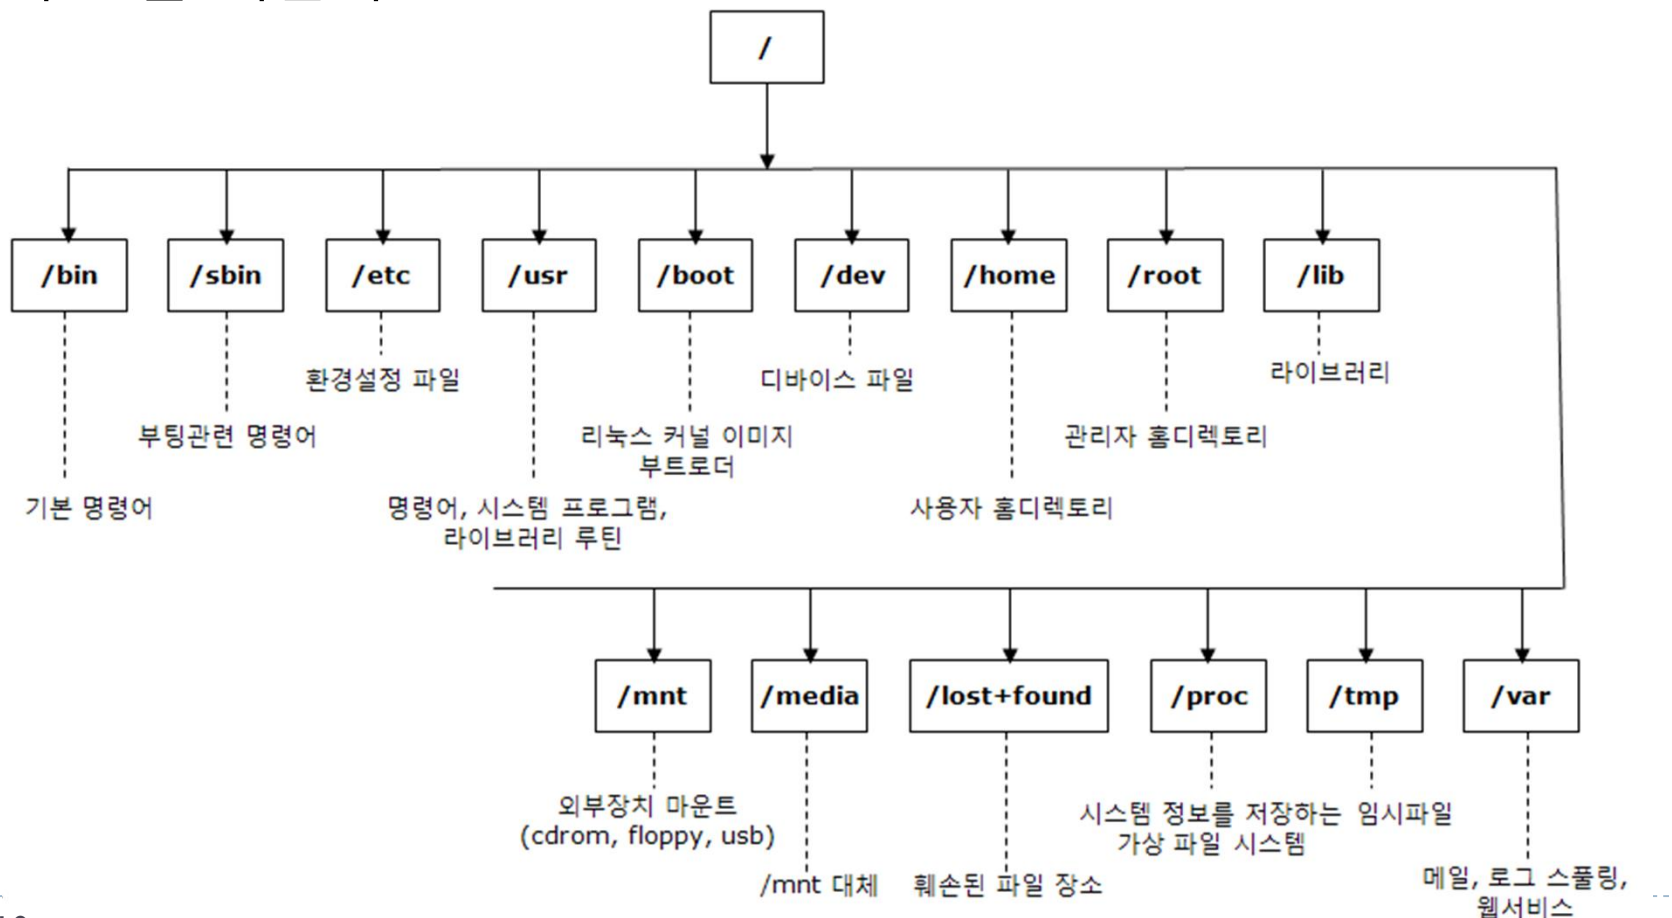 /
/bin
/sbin
/etc
/usr
/boot
/dev
/home
/root
/lib
환경설정 파일
디바이스 파일
라이브러리
부팅관련 명령어
리눅스 커널 이미지
부트로더
관리자 홈디렉토리
기본 명령어
명령어, 시스템 프로그램,
라이브러리 루틴
사용자 홈디렉토리
/mnt
/media
/lost+found
/proc
/tmp
/var
외부장치 마운트
(cdrom, floppy, usb)
시스템 정보를 저장하는
가상 파일 시스템
임시파일
/mnt 대체
훼손된 파일 장소
메일, 로그 스풀링,
웹서비스